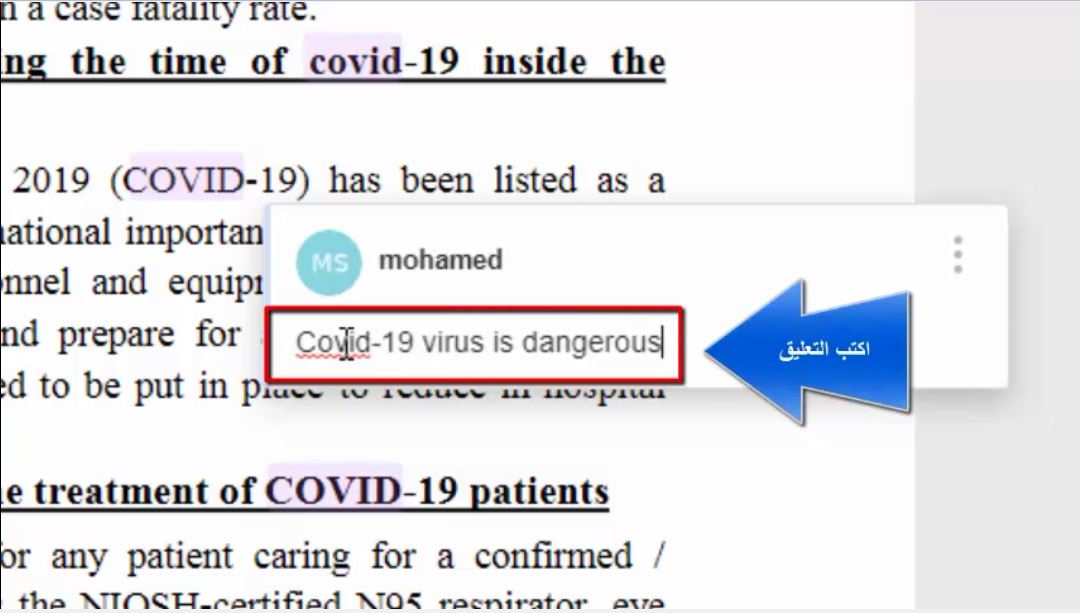 n a case fatality rate.
ng the time of covid-19 inside the
2019 (COVID-19) has been listed as a
national importan
onnel and equip
nd prepare for
ed to be put in place to reduce in hospital
MS mohamed
Covid-19 virus is dangerous
اكتب التعليق
e treatment of COVID-19 patients
or any patient caring for a confirmed /
the NIOSH-certified N95 respirator, eye